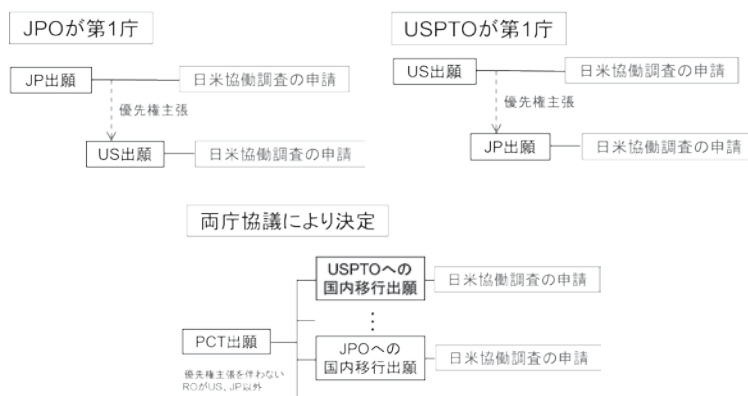 JPOが第1庁
JP出願
日米協働調査の申請
優先権主張
US出願
日米協働調査の申請
USPTOが第1庁
US出願
日米協働調査の申請
優先権主張
JP出願
日米協働調査の申請
両庁協議により決定
USPTOへの
国内移行出願
日米協働調査の申請
⋮
PCT出願
JPOへの
国内移行出願
日米協働調査の申請
優先権主張を伴わない
ROがUS、JP以外